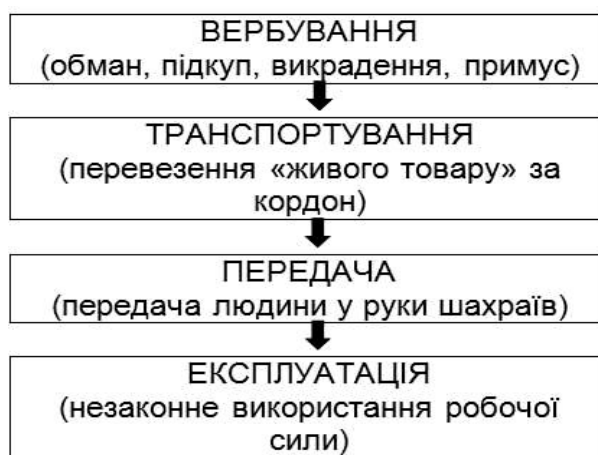 ВЕРБУВАННЯ
(обман, підкуп, викрадення, примус)
ТРАНСПОРТУВАННЯ
(перевезення «живого товару» за
кордон)
ПЕРЕДАЧА
(передача людини у руки шахраїв)
ЕКСПЛУАТАЦІЯ
(незаконне використання робочої
сили)